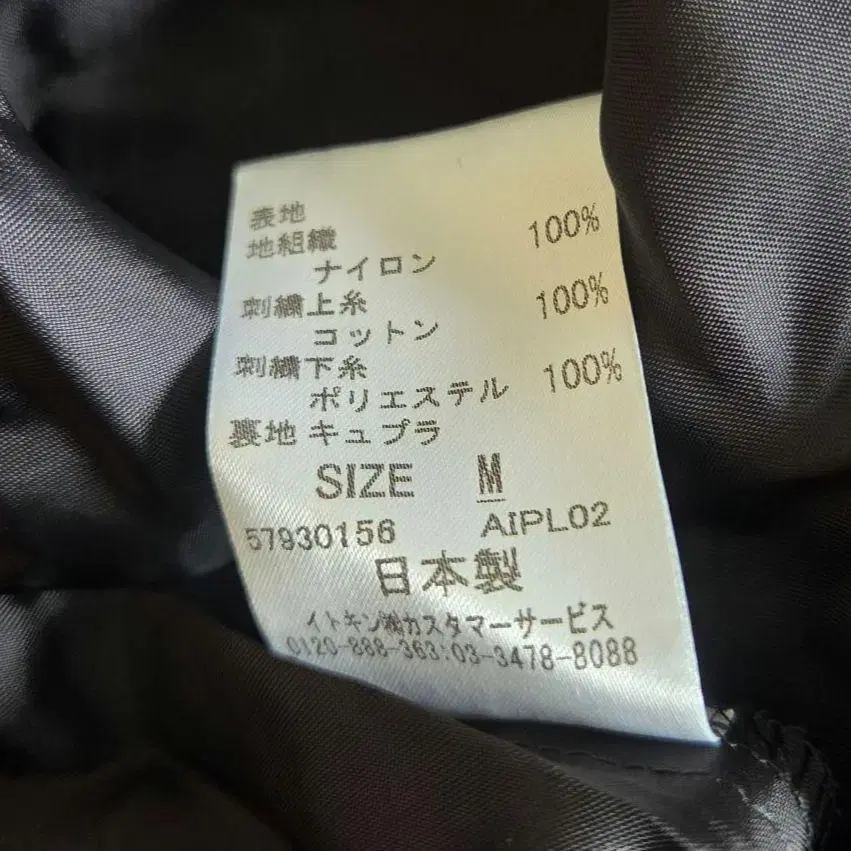 表地
地組織
ナイロン 100%
刺繍上糸
コットン 100%
刺繍下糸
ポリエステル 100%
裏地 キュプラ
SIZE M
57930156 AIPL02
日本製
イトキン㈱カスタマーサービス
0120-888-363:03-3478-8088